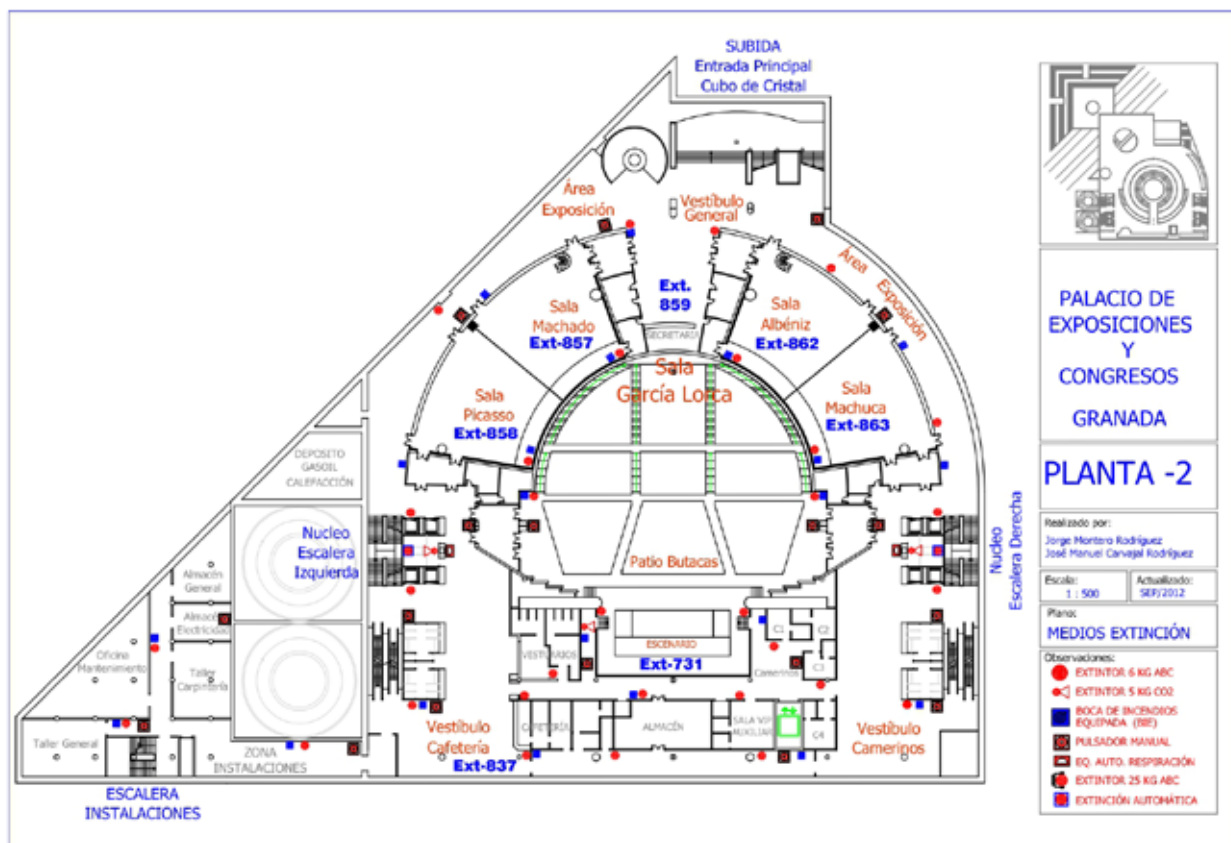 SUBIDA
Entrada Principal
Cubo de Cristal
Área
Exposición
Vestíbulo
General
Área Exposición
Ext.
859
SECRETARIA
Sala
Machado
Ext-857
Sala
Albéniz
Ext-862
Sala
García Lorca
Sala
Picasso
Ext-858
Sala
Machuca
Ext-863
DEPOSITO
GASOIL
CALEFACCIÓN
Nucleo
Escalera
Izquierda
Nucleo
Escalera Derecha
Patio Butacas
Almacén
General
Almacén
Electricidad
Oficina
Mantenimiento
Taller
Carpintería
VESTUARIOS
ESCENARIO
Ext-731
Camerinos
C1
C2
C3
C4
Taller General
ZONA
INSTALACIONES
Vestíbulo
Cafetería
Ext-837
CAFETERÍA
ALMACÉN
SALA VIP
AUXILIAR
Vestíbulo
Camerinos
ESCALERA
INSTALACIONES
PALACIO DE
EXPOSICIONES
Y
CONGRESOS
GRANADA
PLANTA -2
Realizado por:
Jorge Montero Rodríguez
José Manuel Carvajal Rodríguez
Escala:
1 : 500
Actualizado:
SEP/2012
Plano:
MEDIOS EXTINCIÓN
Observaciones:
EXTINTOR 6 KG ABC
EXTINTOR 5 KG CO2
BOCA DE INCENDIOS
EQUIPADA (BIE)
PULSADOR MANUAL
EQ. AUTO. RESPIRACIÓN
EXTINTOR 25 KG ABC
EXTINCIÓN AUTOMÁTICA